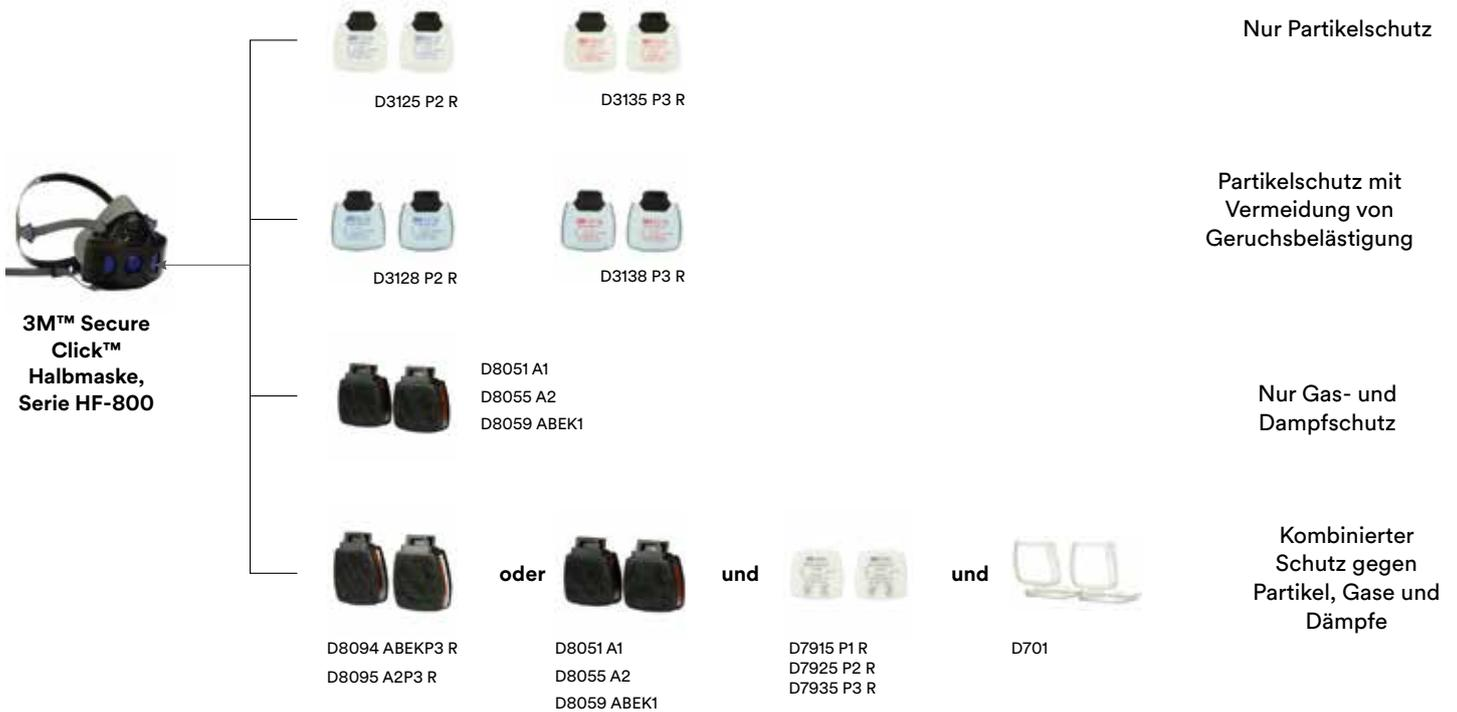 Nur Partikelschutz
D3125 P2 R
D3135 P3 R
Partikelschutz mit
Vermeidung von
Geruchsbelästigung
D3128 P2 R
D3138 P3 R
3M™ Secure
Click™
Halbmaske,
Serie HF-800
D8051 A1
D8055 A2
D8059 ABEK1
Nur Gas- und
Dampfschutz
oder
und
und
Kombinierter
Schutz gegen
Partikel, Gase und
Dämpfe
D8094 ABEKP3 R
D8095 A2P3 R
D8051 A1
D8055 A2
D8059 ABEK1
D7915 P1 R
D7925 P2 R
D7935 P3 R
D701